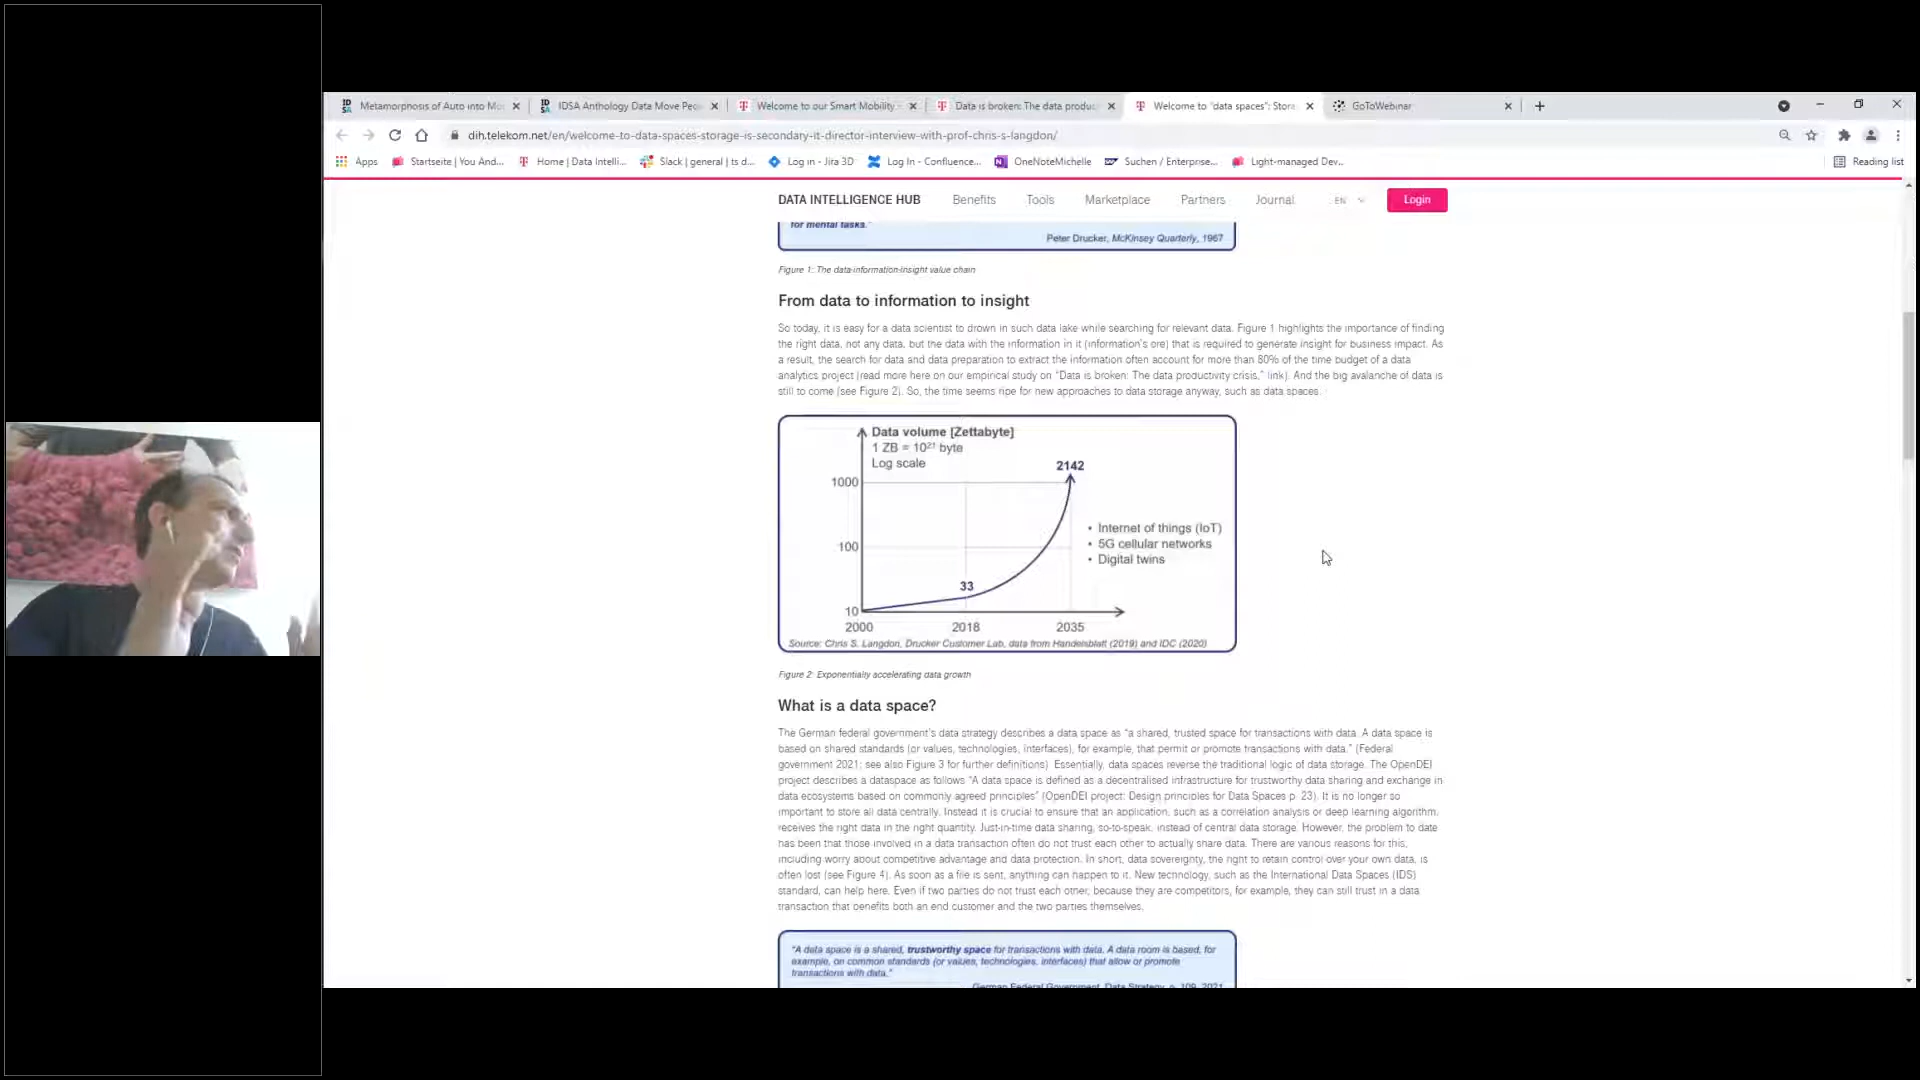 Metamorphosis of Auto into Mo
IDSA Anthology Data Move Peo
Welcome to our Smart Mobility -
Data is broken: The data produc
Welcome to "data spaces": Stora
GoToWebinar
dih.telekom.net/en/welcome-to-data-spaces-storage-is-secondary-it-director-interview-with-prof-chris-s-langdon/
Apps
Startseite | You And...
Home | Data Intelli...
Slack | general | ts d...
Log in - Jira 3D
Log In - Confluence...
OneNoteMichelle
Suchen / Enterprise...
Light-managed Dev...
Reading list
DATA INTELLIGENCE HUB
Benefits
Tools
Marketplace
Partners
Journal
EN
Login
for mental tasks."
Peter Drucker, McKinsey Quarterly, 1967
Figure 1: The data-information-insight value chain
From data to information to insight
So today, it is easy for a data scientist to drown in such data lake while searching for relevant data. Figure 1 highlights the importance of finding
the right data, not any data, but the data with the information in it (information's ore) that is required to generate insight for business impact. As
a result, the search for data and data preparation to extract the information often account for more than 80% of the time budget of a data
analytics project (read more here on our empirical study on "Data is broken: The data productivity crisis," link). And the big avalanche of data is
still to come (see Figure 2). So, the time seems ripe for new approaches to data storage anyway, such as data spaces.
Data volume [Zettabyte]
1 ZB = 10²¹ byte
Log scale
2142
1000
100
33
10
• Internet of things (IoT)
• 5G cellular networks
• Digital twins
2000
2018
2035
Source: Chris S. Langdon, Drucker Customer Lab, data from Handelsblatt (2019) and IDC (2020)
Figure 2: Exponentially accelerating data growth
What is a data space?
The German federal government's data strategy describes a data space as "a shared, trusted space for transactions with data. A data space is
based on shared standards (or values, technologies, interfaces), for example, that permit or promote transactions with data." (Federal
government 2021; see also Figure 3 for further definitions). Essentially, data spaces reverse the traditional logic of data storage. The OpenDEI
project describes a dataspace as follows "A data space is defined as a decentralised infrastructure for trustworthy data sharing and exchange in
data ecosystems based on commonly agreed principles" (OpenDEI project: Design principles for Data Spaces p. 23). It is no longer so
important to store all data centrally. Instead it is crucial to ensure that an application, such as a correlation analysis or deep learning algorithm,
receives the right data in the right quantity. Just-in-time data sharing, so-to-speak, instead of central data storage. However, the problem to date
has been that those involved in a data transaction often do not trust each other to actually share data. There are various reasons for this,
including worry about competitive advantage and data protection. In short, data sovereignty, the right to retain control over your own data, is
often lost (see Figure 4). As soon as a file is sent, anything can happen to it. New technology, such as the International Data Spaces (IDS)
standard, can help here. Even if two parties do not trust each other, because they are competitors, for example, they can still trust in a data
transaction that benefits both an end customer and the two parties themselves.
"A data space is a shared, trustworthy space for transactions with data. A data room is based, for
example, on common standards (or values, technologies, interfaces) that allow or promote
transactions with data."
German Federal Government, Data Strategy, p. 109, 2021